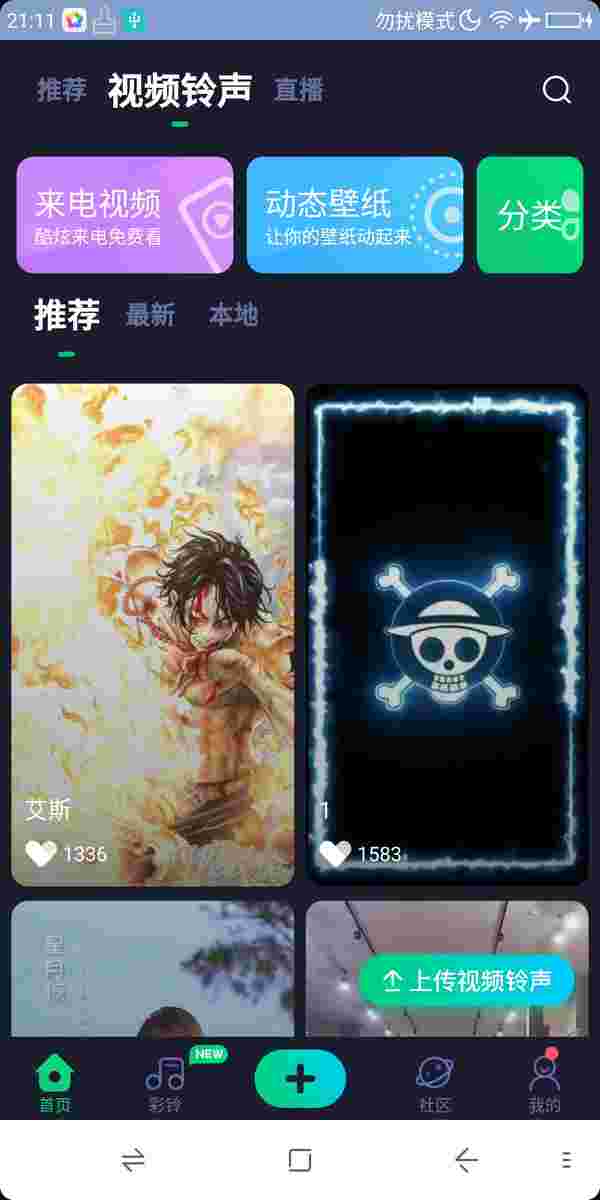 21:11 勿扰模式
推荐 视频铃声 直播
来电视频
酷炫来电免费看
动态壁纸
让你的壁纸动起来
分类
推荐 最新 本地
艾斯
1336
1
1583
上传视频铃声
NEW
首页 彩铃 社区 我的